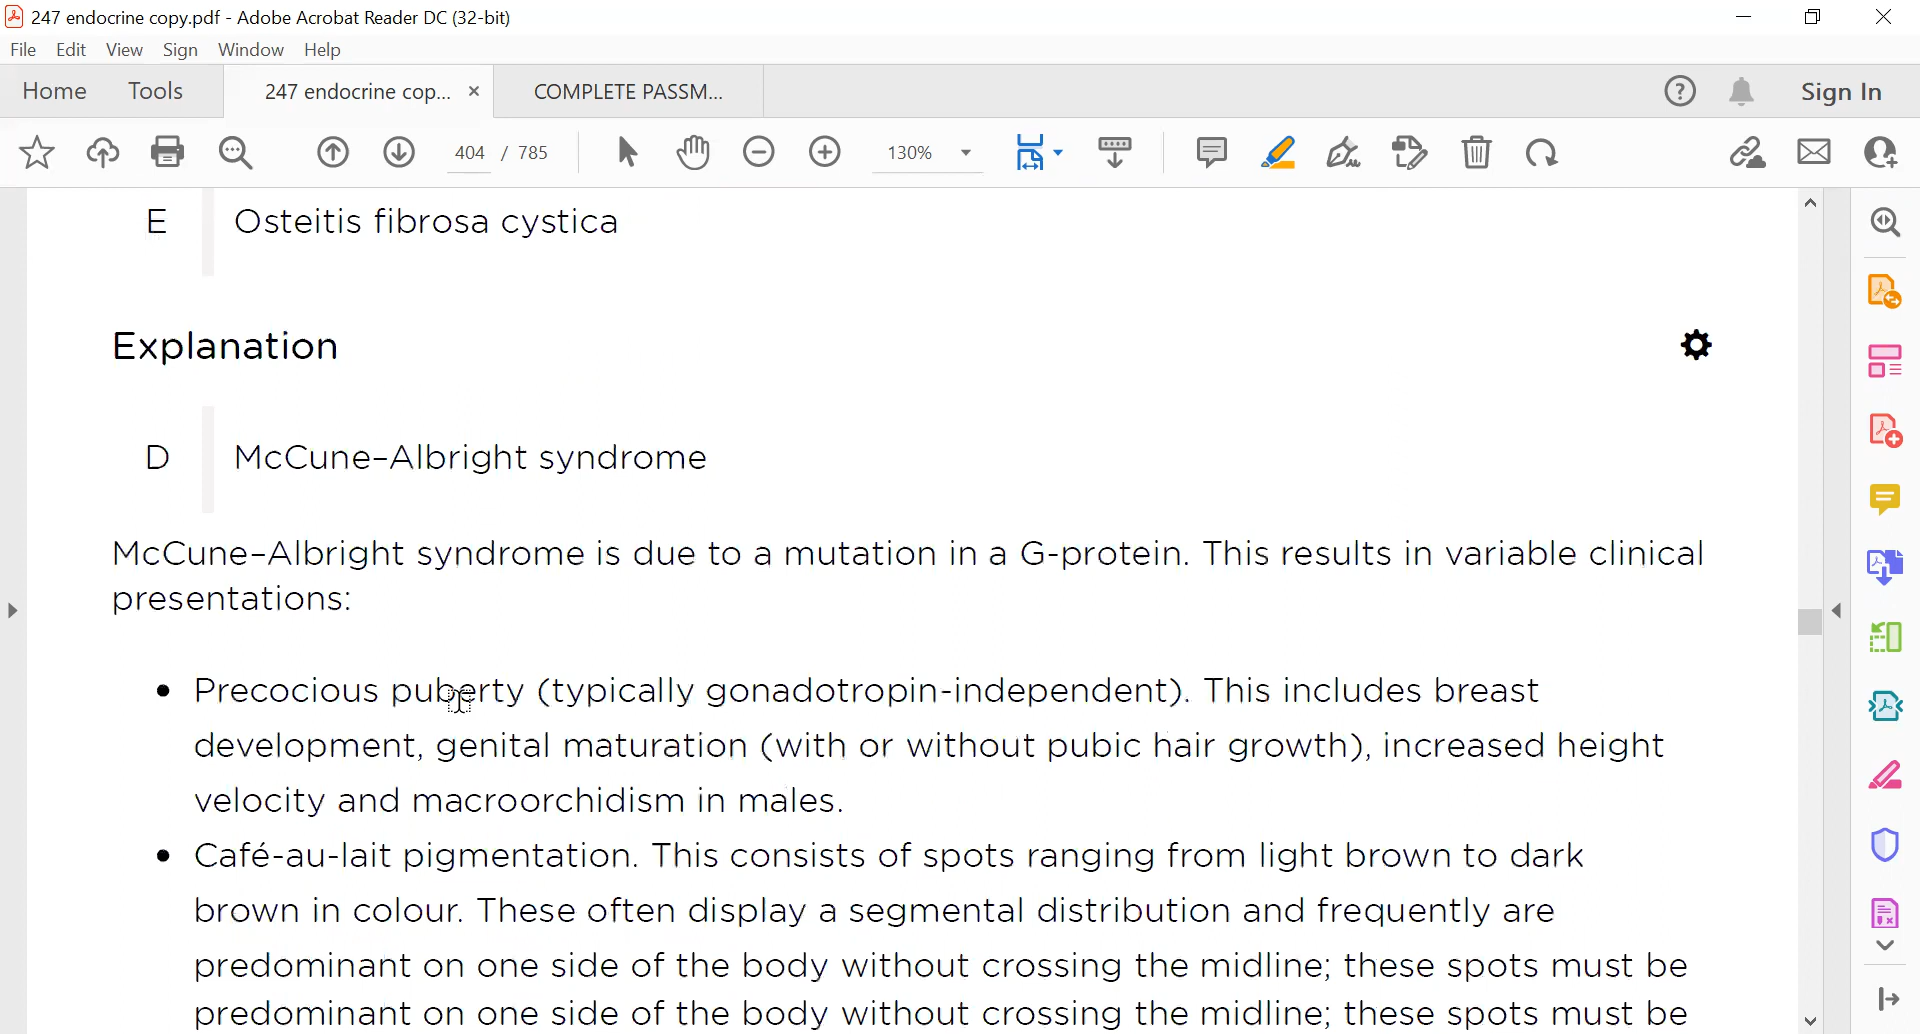 247 endocrine copy.pdf - Adobe Acrobat Reader DC (32-bit)
File Edit View Sign Window Help
Home Tools 247 endocrine cop... × COMPLETE PASSM... Sign In
404 / 785 130%
E Osteitis fibrosa cystica
Explanation
D McCune-Albright syndrome
McCune-Albright syndrome is due to a mutation in a G-protein. This results in variable clinical
presentations:
• Precocious puberty (typically gonadotropin-independent). This includes breast
development, genital maturation (with or without pubic hair growth), increased height
velocity and macroorchidism in males.
• Café-au-lait pigmentation. This consists of spots ranging from light brown to dark
brown in colour. These often display a segmental distribution and frequently are
predominant on one side of the body without crossing the midline; these spots must be
predominant on one side of the body without crossing the midline; these spots must be